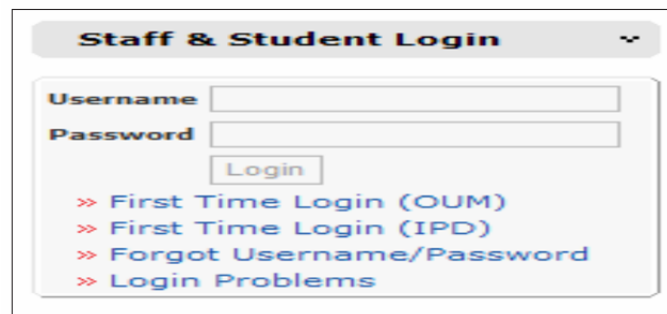 Staff & Student Login
Username
Password
Login
» First Time Login (OUM)
» First Time Login (IPD)
» Forgot Username/Password
» Login Problems